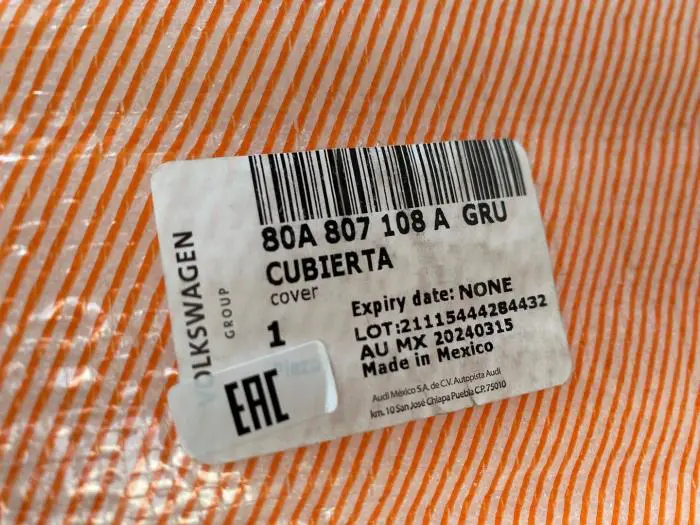 80A 807 108 A GRU
CUBIERTA
cover
1
VOLKSWAGEN
GROUP
Expiry date: NONE
LOT:21115444284432
AU MX 20240315
Made in Mexico
EAC
Audi México S.A. de C.V. Autopista Audi
km. 10 San José Chiapa Puebla C.P. 75010